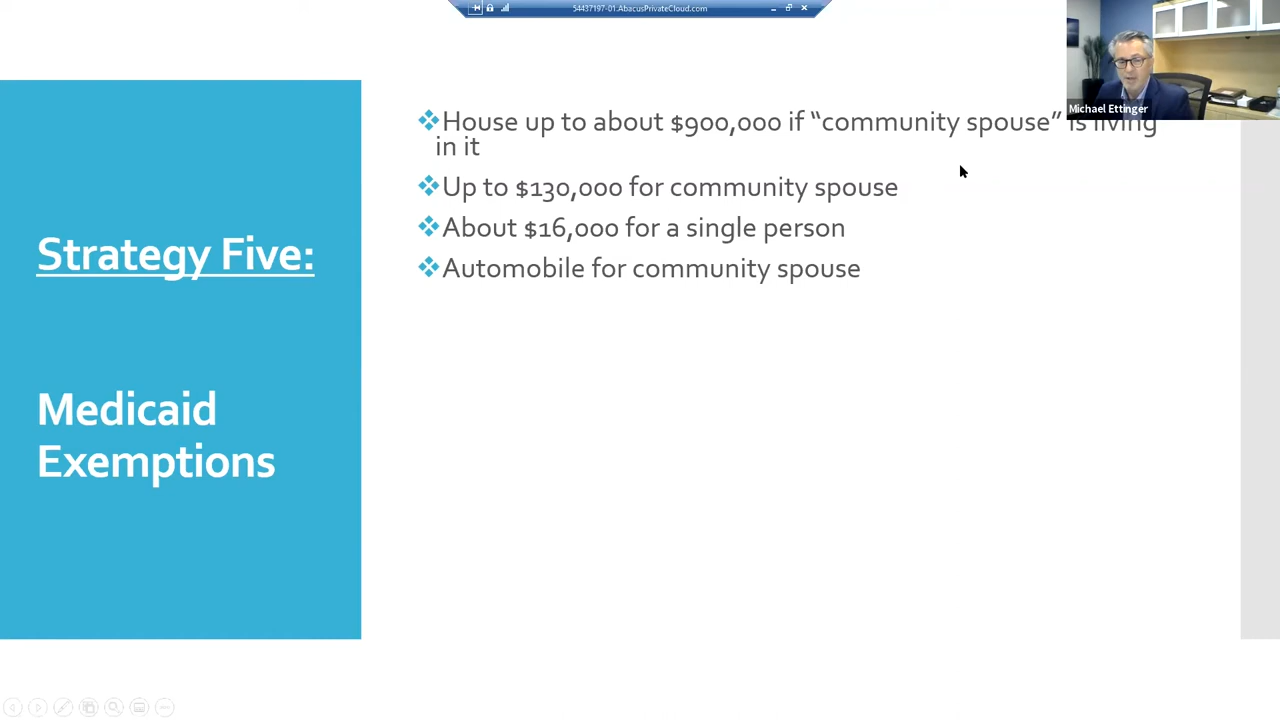 54437197-01.AbacusPrivateCloud.com
Michael Ettinger
Strategy Five:
Medicaid
Exemptions
House up to about $900,000 if “community spouse” is living
in it
Up to $130,000 for community spouse
About $16,000 for a single person
Automobile for community spouse